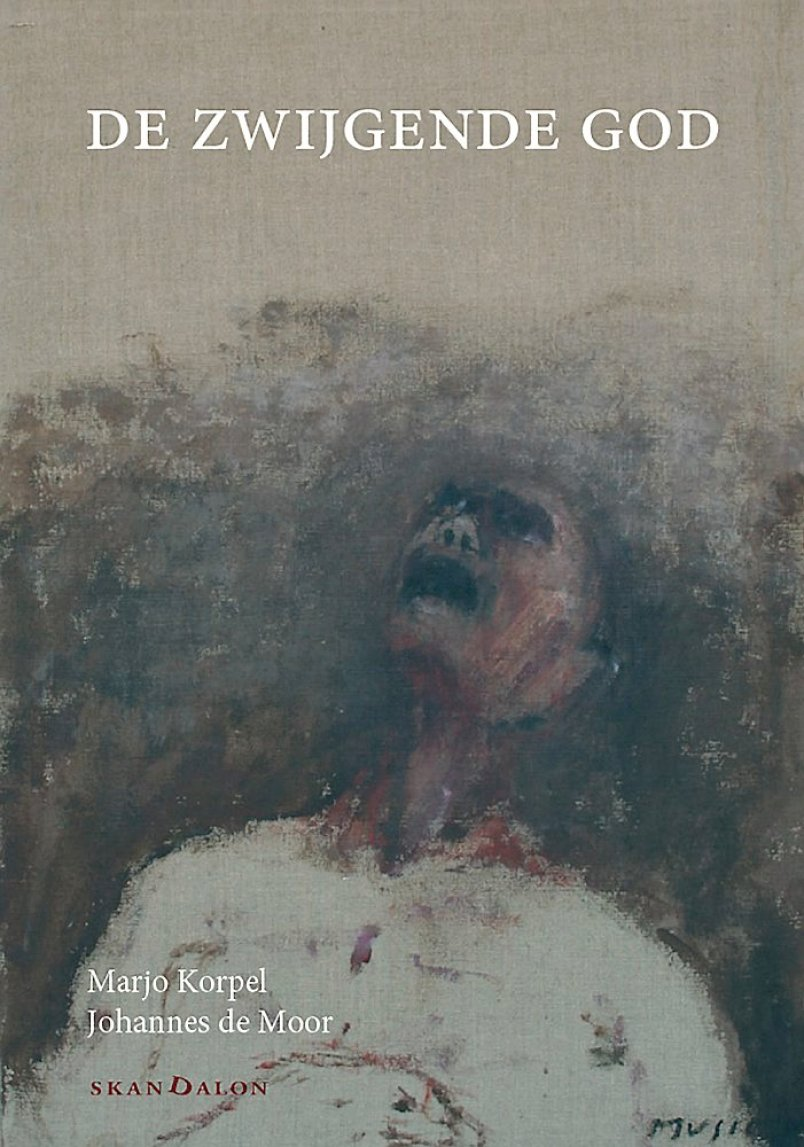 DE ZWIJGENDE GOD
Marjo Korpel
Johannes de Moor
SKANDALON